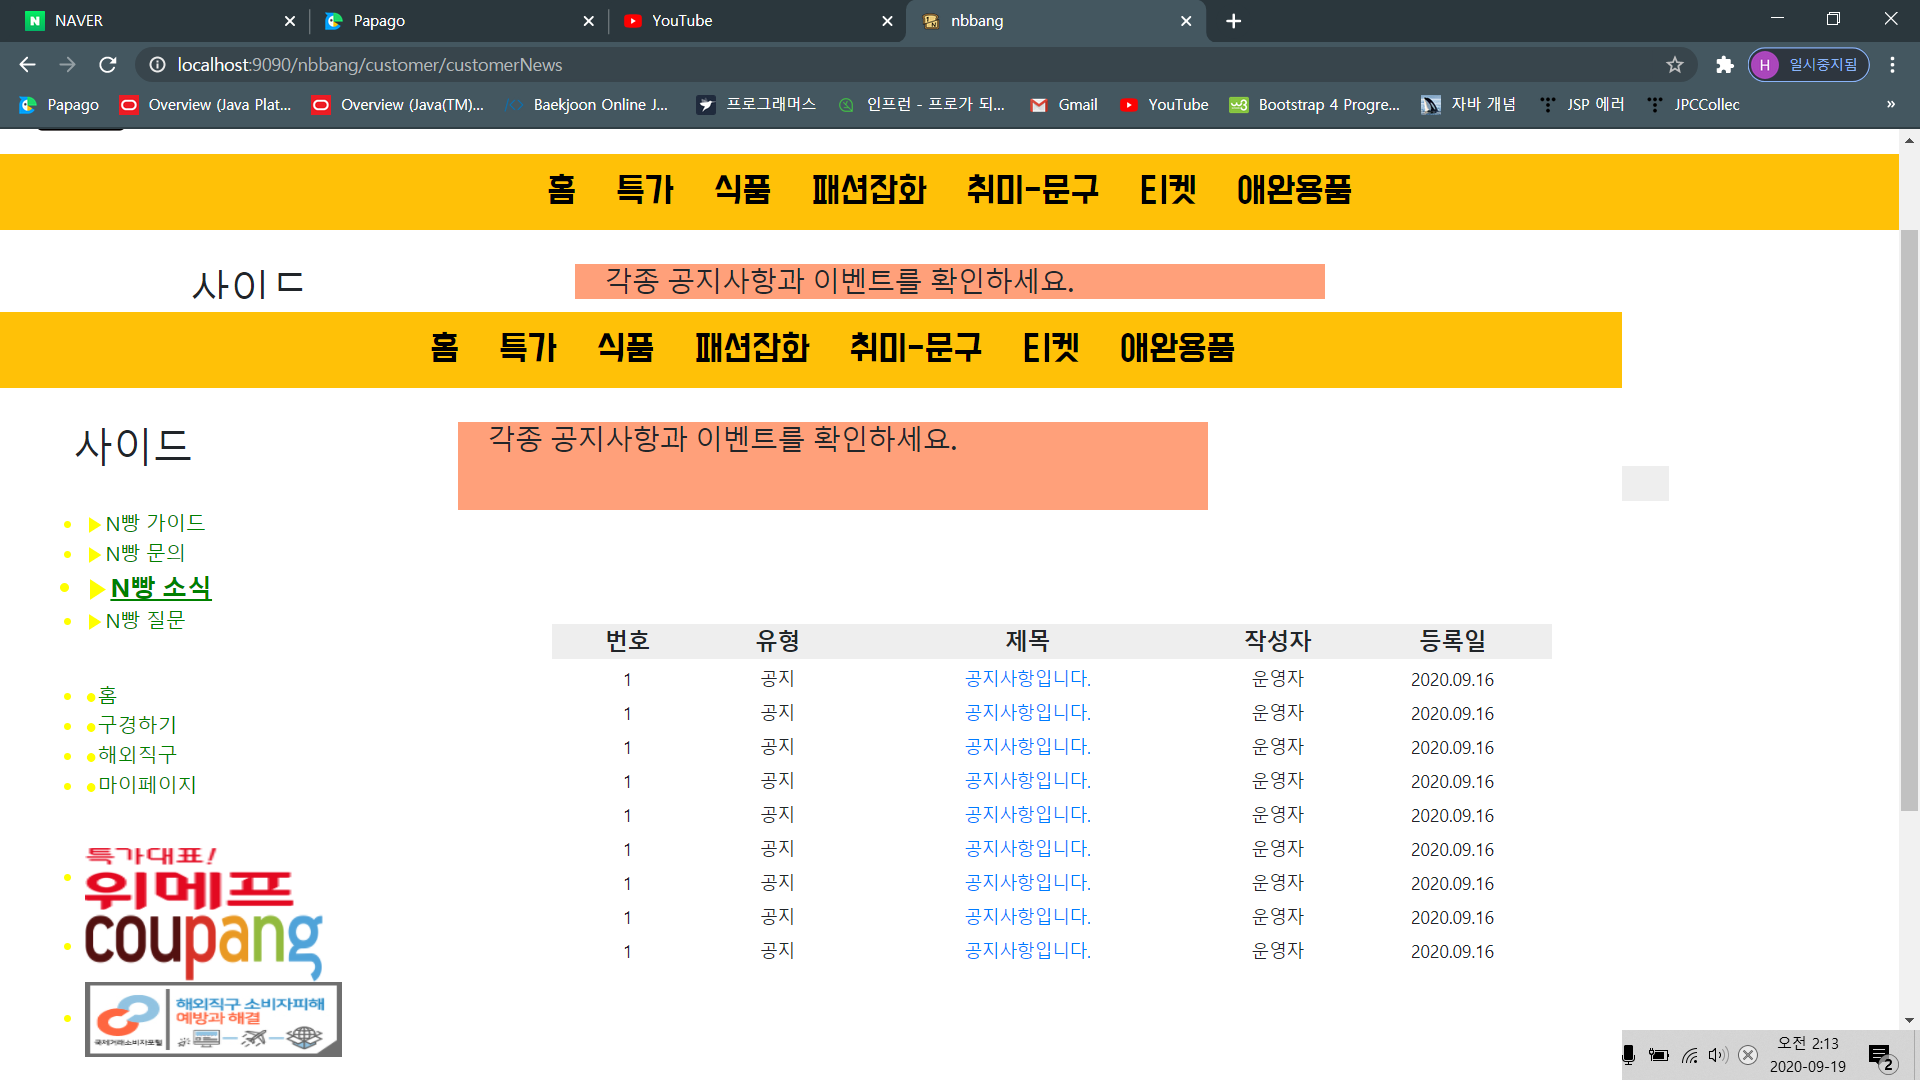 NAVER
Papago
YouTube
nbbang
localhost:9090/nbbang/customer/customerNews
H 일시중지됨
Papago
Overview (Java Plat...
Overview (Java(TM)...
Baekjoon Online J...
프로그래머스
인프런 - 프로가 되...
Gmail
YouTube
Bootstrap 4 Progre...
자바 개념
JSP 에러
JPCCollec
»
홈 특가 식품 패션잡화 취미-문구 티켓 애완용품
사이드
각종 공지사항과 이벤트를 확인하세요.
홈 특가 식품 패션잡화 취미-문구 티켓 애완용품
사이드
각종 공지사항과 이벤트를 확인하세요.
▶N빵 가이드
▶N빵 문의
▶N빵 소식
▶N빵 질문
●홈
●구경하기
●해외직구
●마이페이지
특가대표!
위메프
coupang
해외직구 소비자피해
예방과 해결
국제거래소비자포털
번호 유형 제목 작성자 등록일
1 공지 공지사항입니다. 운영자 2020.09.16
1 공지 공지사항입니다. 운영자 2020.09.16
1 공지 공지사항입니다. 운영자 2020.09.16
1 공지 공지사항입니다. 운영자 2020.09.16
1 공지 공지사항입니다. 운영자 2020.09.16
1 공지 공지사항입니다. 운영자 2020.09.16
1 공지 공지사항입니다. 운영자 2020.09.16
1 공지 공지사항입니다. 운영자 2020.09.16
1 공지 공지사항입니다. 운영자 2020.09.16
오전 2:13
2020-09-19
2